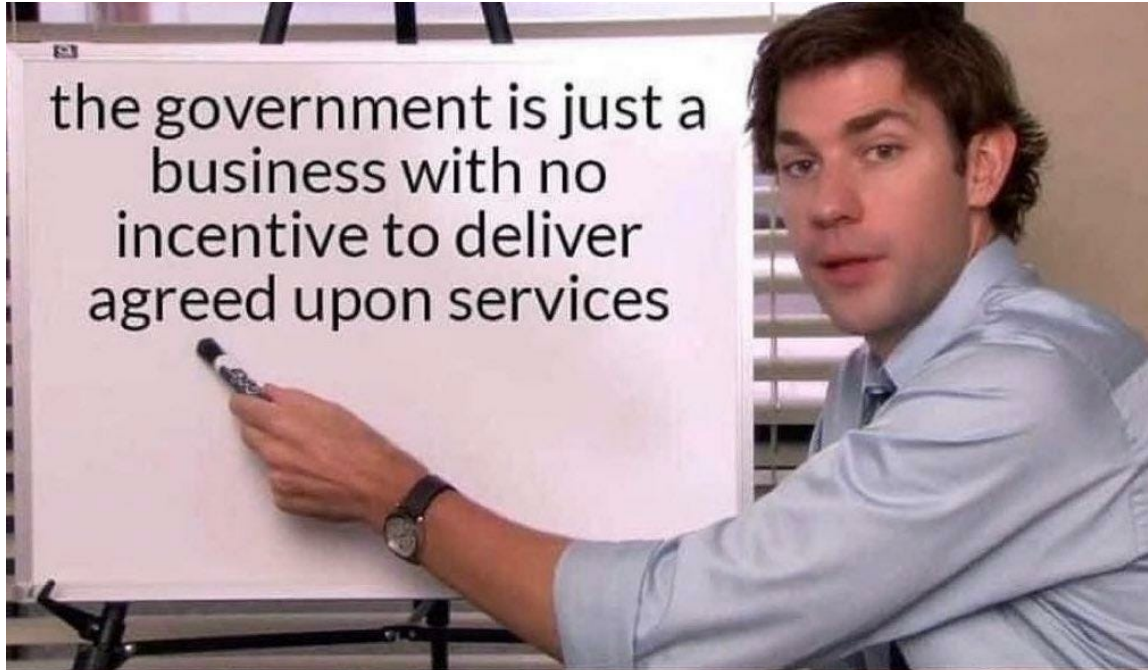 the government is just a
business with no
incentive to deliver
agreed upon services